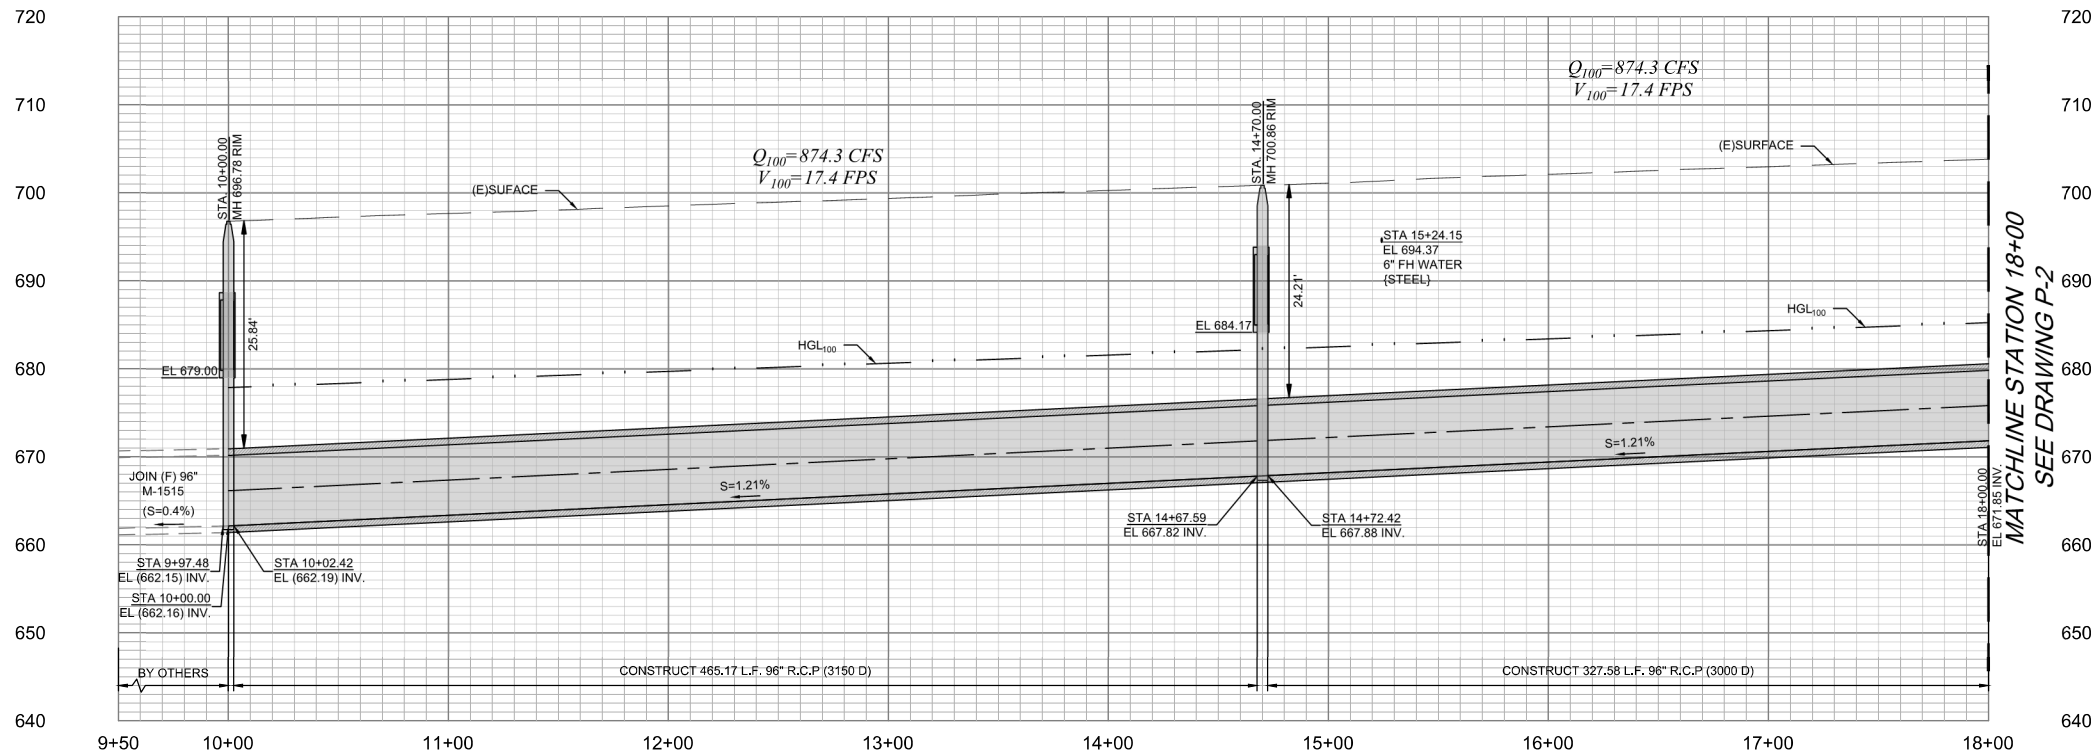 720
710
700
690
680
670
660
650
640
720
710
700
690
680
670
660
650
640
9+50
10+00
11+00
12+00
13+00
14+00
15+00
16+00
17+00
18+00
STA. 10+00.00
MH 696.78 RIM
(E)SUFACE
Q100=874.3 CFS
V100=17.4 FPS
STA. 14+70.00
MH 700.86 RIM
Q100=874.3 CFS
V100=17.4 FPS
(E)SURFACE
25.84'
24.21'
STA 15+24.15
EL 694.37
6" FH WATER
{STEEL}
EL 679.00
EL 684.17
HGL100
HGL100
JOIN (F) 96"
M-1515
(S=0.4%)
S=1.21%
S=1.21%
STA 9+97.48
EL (662.15) INV.
STA 10+00.00
EL (662.16) INV.
STA 10+02.42
EL (662.19) INV.
STA 14+67.59
EL 667.82 INV.
STA 14+72.42
EL 667.88 INV.
STA 18+00.00
EL 671.85 INV.
MATCHLINE STATION 18+00
SEE DRAWING P-2
BY OTHERS
CONSTRUCT 465.17 L.F. 96" R.C.P (3150 D)
CONSTRUCT 327.58 L.F. 96" R.C.P (3000 D)